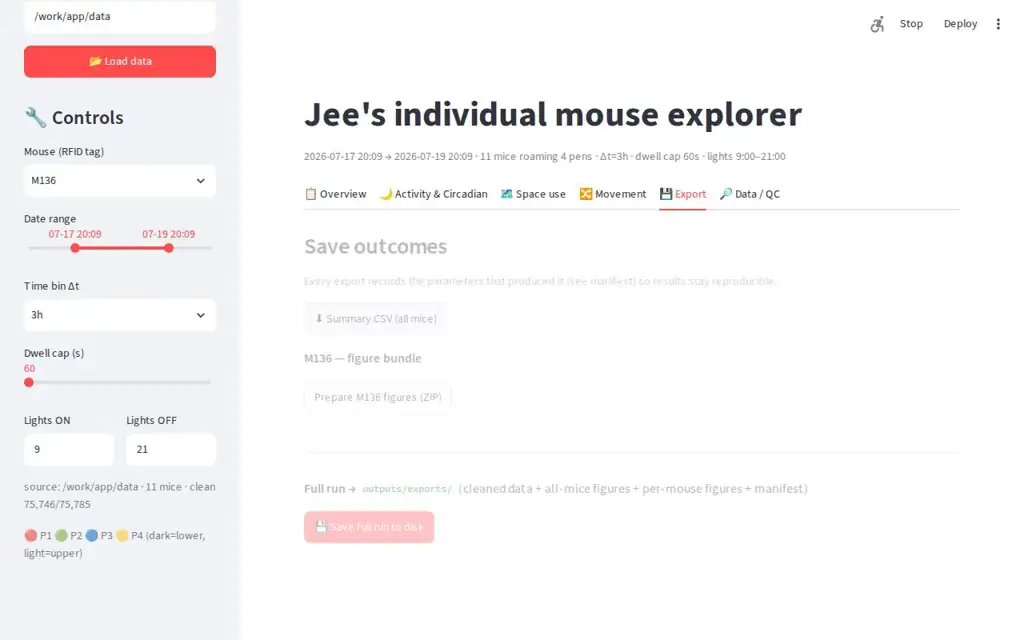 /work/app/data
📂 Load data
🔧 Controls
Mouse (RFID tag)
M136
Date range
07-17 20:09 07-19 20:09
Time bin Δt
3h
Dwell cap (s)
60
Lights ON Lights OFF
9 21
source: /work/app/data · 11 mice · clean
75,746/75,785
🔴 P1 🟢 P2 🔵 P3 🟡 P4 (dark=lower,
light=upper)
Stop Deploy
Jee's individual mouse explorer
2026-07-17 20:09 → 2026-07-19 20:09 · 11 mice roaming 4 pens · Δt=3h · dwell cap 60s · lights 9:00–21:00
📋 Overview 🌙 Activity & Circadian 🗺️ Space use 🔀 Movement 💾 Export 🔎 Data / QC
Save outcomes
Every export records the parameters that produced it (see manifest) so results stay reproducible.
⬇ Summary CSV (all mice)
M136 — figure bundle
Prepare M136 figures (ZIP)
Full run → outputs/exports/ (cleaned data + all-mice figures + per-mouse figures + manifest)
💾 Save full run to disk